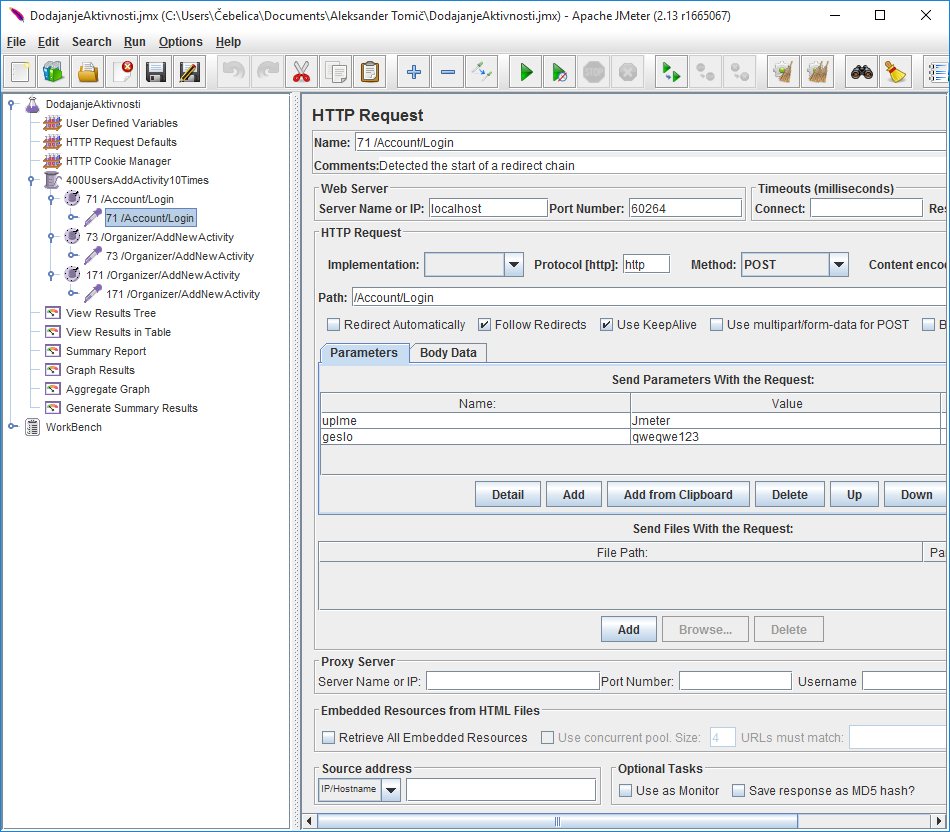 DodajanjeAktivnosti.jmx (C:\Users\Čebelica\Documents\Aleksander Tomič\DodajanjeAktivnosti.jmx) - Apache JMeter (2.13 r1665067)
File Edit Search Run Options Help
STOP
DodajanjeAktivnosti
User Defined Variables
HTTP Request Defaults
HTTP Cookie Manager
400UsersAddActivity10Times
71 /Account/Login
71 /Account/Login
73 /Organizer/AddNewActivity
73 /Organizer/AddNewActivity
171 /Organizer/AddNewActivity
171 /Organizer/AddNewActivity
View Results Tree
View Results in Table
Summary Report
Graph Results
Aggregate Graph
Generate Summary Results
WorkBench
HTTP Request
Name: 71 /Account/Login
Comments: Detected the start of a redirect chain
Web Server
Server Name or IP: localhost Port Number: 60264
Timeouts (milliseconds)
Connect: Res
HTTP Request
Implementation: Protocol [http]: http Method: POST Content enco
Path: /Account/Login
Redirect Automatically Follow Redirects Use KeepAlive Use multipart/form-data for POST B
Parameters Body Data
Send Parameters With the Request:
Name: Value
upIme Jmeter
geslo qweqwe123
Detail Add Add from Clipboard Delete Up Down
Send Files With the Request:
File Path: Pa
Add Browse... Delete
Proxy Server
Server Name or IP: Port Number: Username
Embedded Resources from HTML Files
Retrieve All Embedded Resources Use concurrent pool. Size: 4 URLs must match:
Source address
IP/Hostname
Optional Tasks
Use as Monitor Save response as MD5 hash?